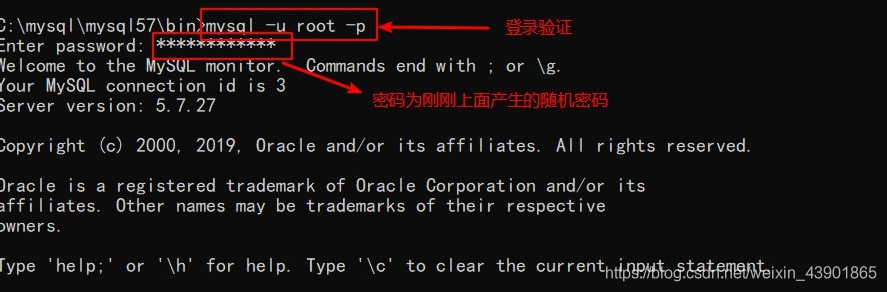 C:\mysql\mysql57\bin>mysql -u root -p
登录验证
Enter password: ************
Welcome to the MySQL monitor.  Commands end with ; or \g.
Your MySQL connection id is 3
密码为刚刚上面产生的随机密码
Server version: 5.7.27
Copyright (c) 2000, 2019, Oracle and/or its affiliates. All rights reserved.
Oracle is a registered trademark of Oracle Corporation and/or its
affiliates. Other names may be trademarks of their respective
owners.
Type 'help;' or '\h' for help. Type '\c' to clear the current input statement.
https://blog.csdn.net/weixin_43901865